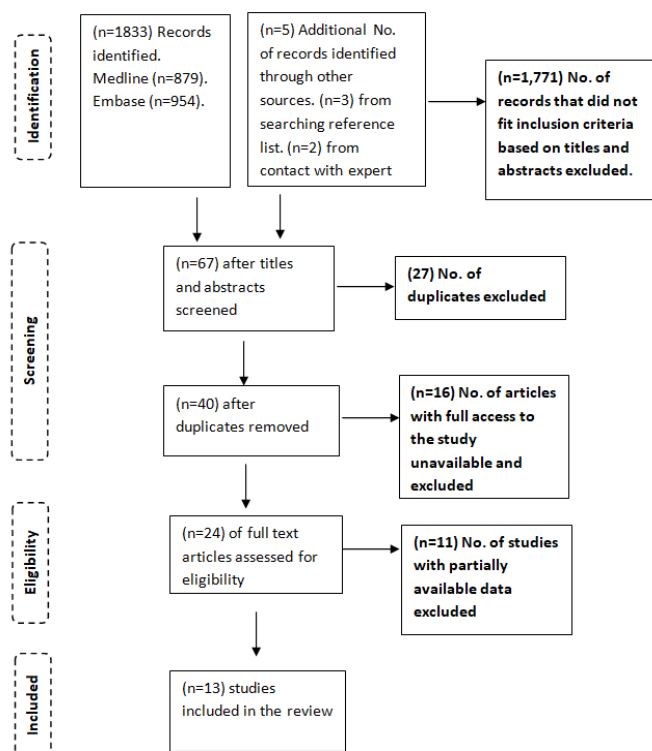 Identification
(n=1833) Records
identified.
Medline (n=879).
Embase (n=954).
(n=5) Additional No.
of records identified
through other
sources. (n=3) from
searching reference
list. (n=2) from
contact with expert
(n=1,771) No. of
records that did not
fit inclusion criteria
based on titles and
abstracts excluded.
Screening
(n=67) after titles
and abstracts
screened
(27) No. of
duplicates excluded
(n=40) after
duplicates removed
(n=16) No. of articles
with full access to
the study
unavailable and
excluded
Eligibility
(n=24) of full text
articles assessed for
eligibility
(n=11) No. of studies
with partially
available data
excluded
Included
(n=13) studies
included in the review